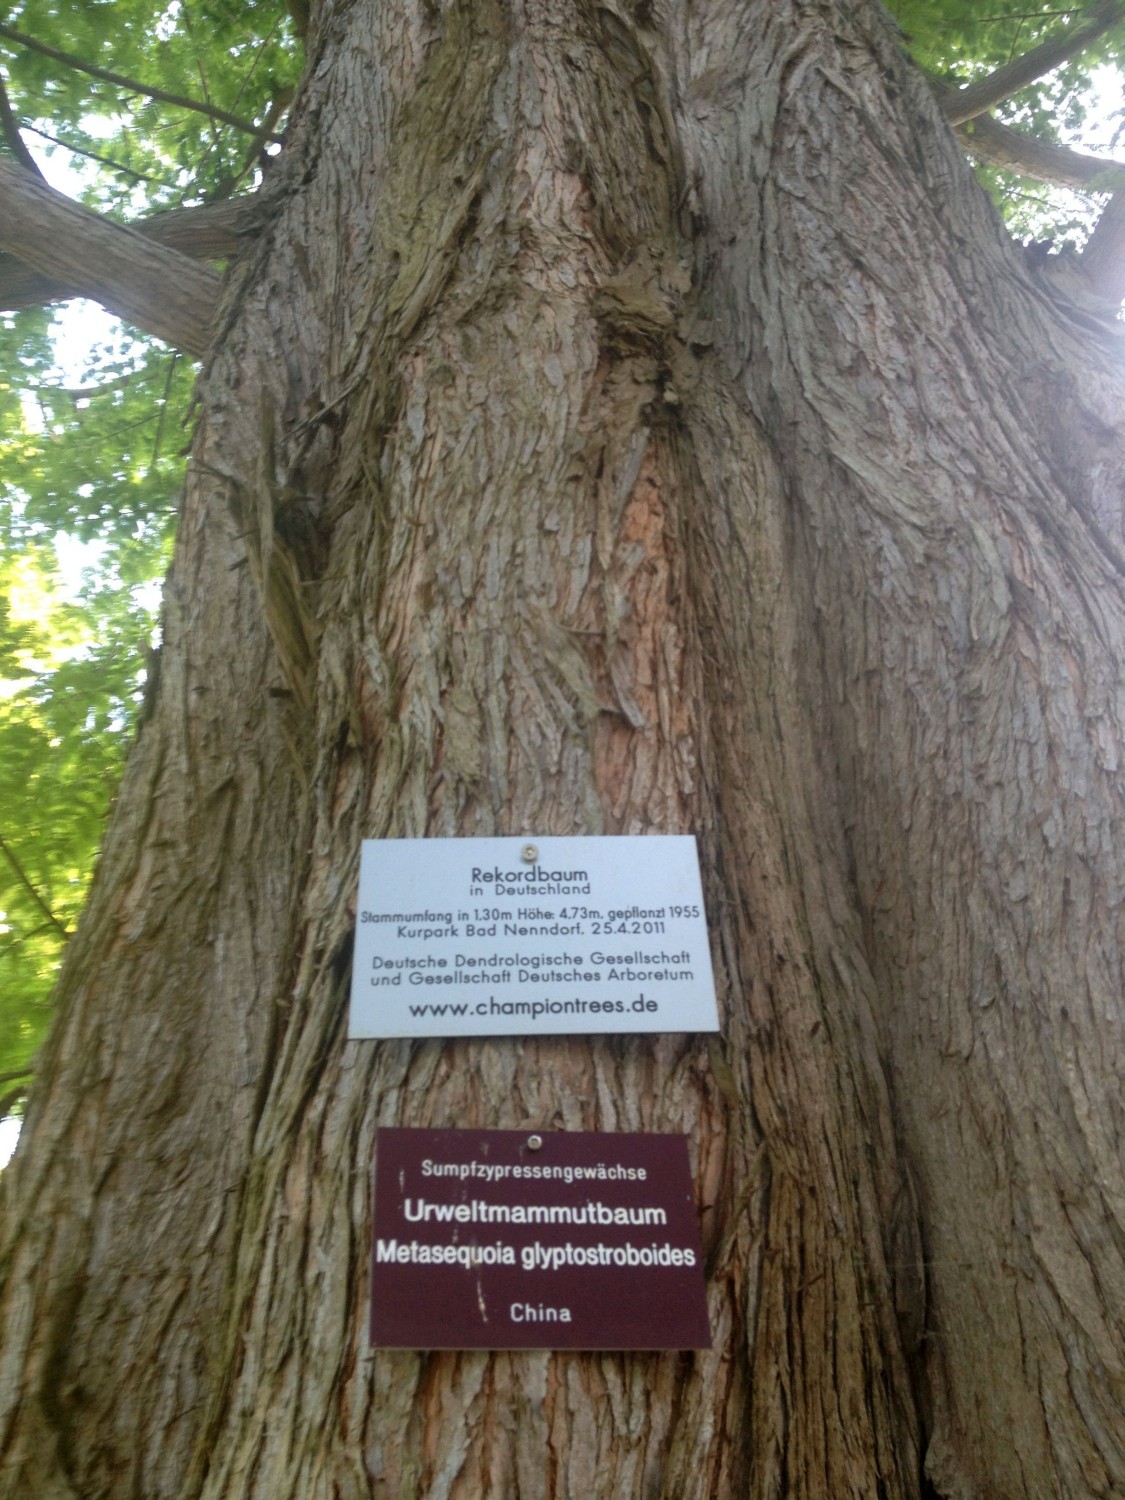 Rekordbaum
in Deutschland
Stammumfang in 1.30m Höhe: 4.73m, gepflanzt 1955
Kurpark Bad Nenndorf, 25.4.2011
Deutsche Dendrologische Gesellschaft
und Gesellschaft Deutsches Arboretum
www.championtrees.de
Sumpfzypressengewächse
Urweltmammutbaum
Metasequoia glyptostroboides
China